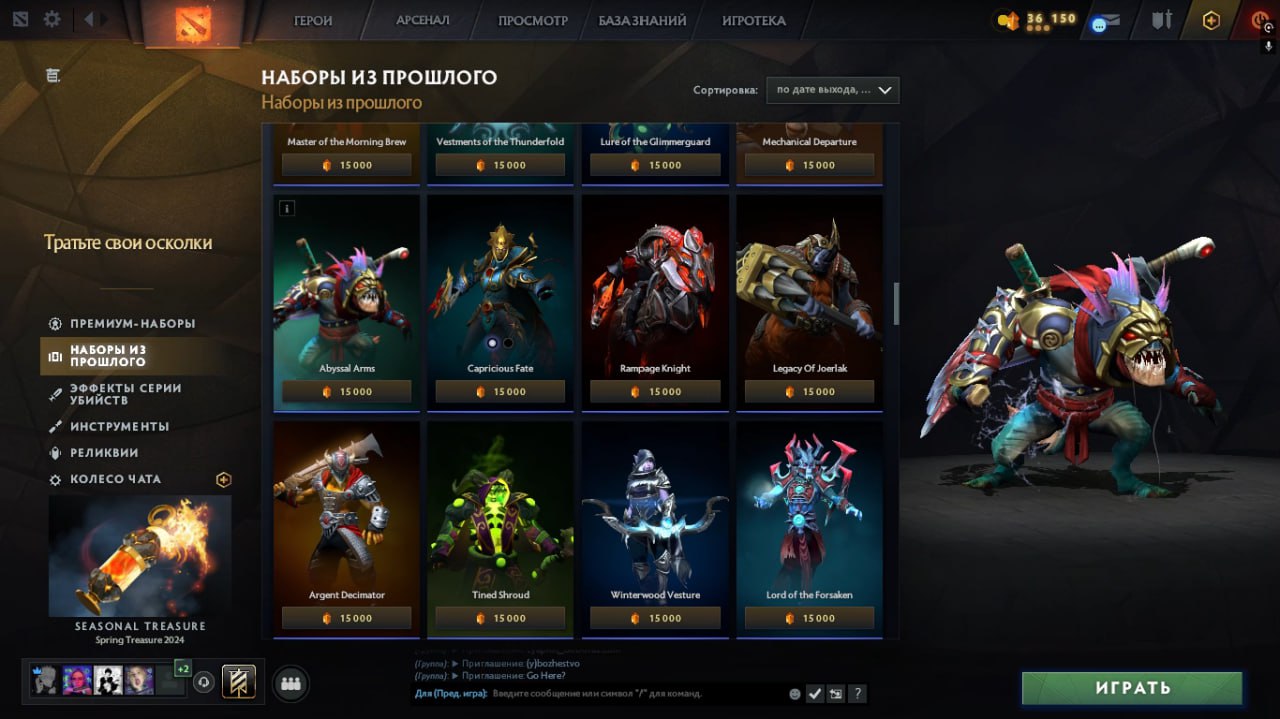 ГЕРОИ
АРСЕНАЛ
ПРОСМОТР
БАЗА ЗНАНИЙ
ИГРОТЕКА
36 150
НАБОРЫ ИЗ ПРОШЛОГО
Наборы из прошлого
Сортировка:
по дате выхода, ...
Тратьте свои осколки
ПРЕМИУМ-НАБОРЫ
НАБОРЫ ИЗ
ПРОШЛОГО
ЭФФЕКТЫ СЕРИИ
УБИЙСТВ
ИНСТРУМЕНТЫ
РЕЛИКВИИ
КОЛЕСО ЧАТА
SEASONAL TREASURE
Spring Treasure 2024
Master of the Morning Brew
15 000
Vestments of the Thunderfold
15 000
Lure of the Glimmerguard
15 000
Mechanical Departure
15 000
i
Abyssal Arms
15 000
Capricious Fate
15 000
Rampage Knight
15 000
Legacy Of Joerlak
15 000
Argent Decimator
15 000
Tined Shroud
15 000
Winterwood Vesture
15 000
Lord of the Forsaken
15 000
+2
[Группа]: Приглашение: (y)bozhestvo
[Группа]: Приглашение: Go Here?
Для (Пред. игра): Введите сообщение или символ "/" для команд.
?
ИГРАТЬ